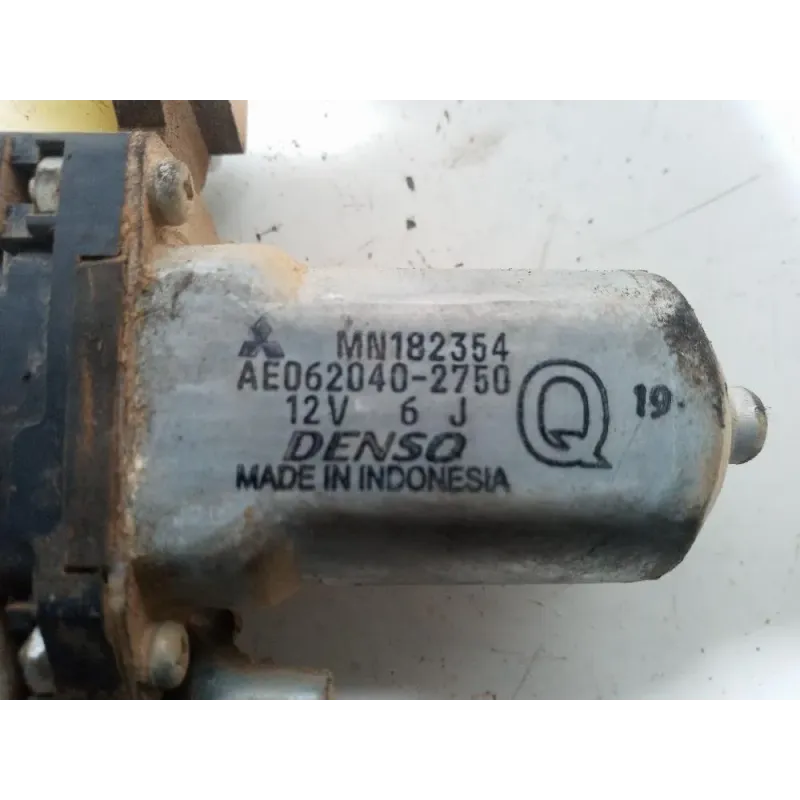 MN182354
AE062040-2750
12V 6 J
DENSO
MADE IN INDONESIA
Q
19